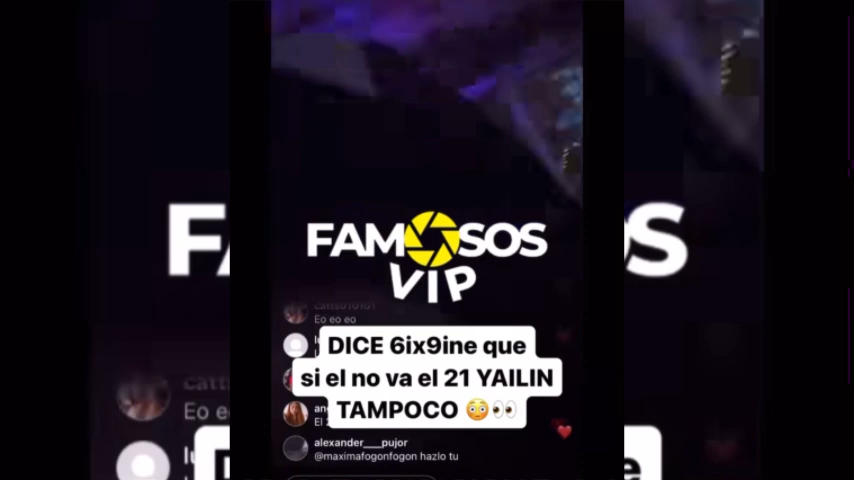 FAMOSOS
VIP
Eo eo eo
DICE 6ix9ine que
si el no va el 21 YAILIN
TAMPOCO 😳👀
alexander___pujor
@maximafogonfogon hazlo tu